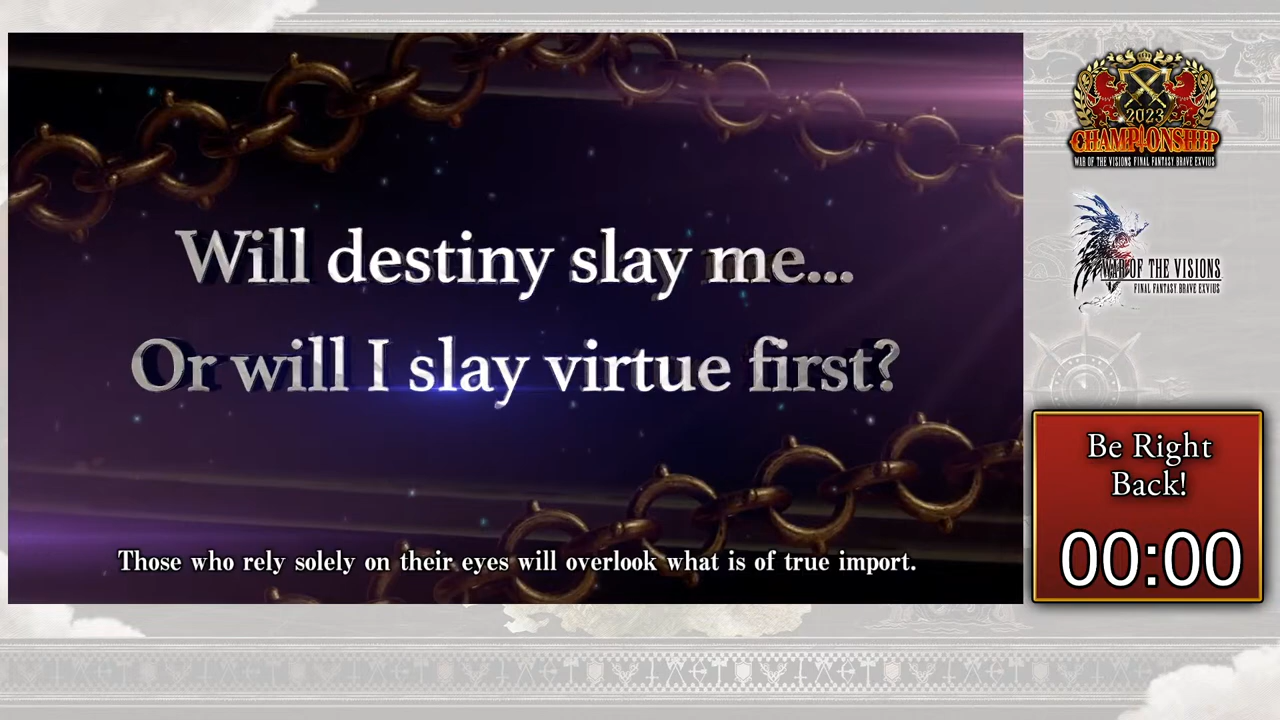 Will destiny slay me...
Or will I slay virtue first?
Those who rely solely on their eyes will overlook what is of true import.
2023
CHAMPIONSHIP
WAR OF THE VISIONS FINAL FANTASY BRAVE EXVIUS
WAR OF THE VISIONS
FINAL FANTASY BRAVE EXVIUS
Be Right
Back!
00:00